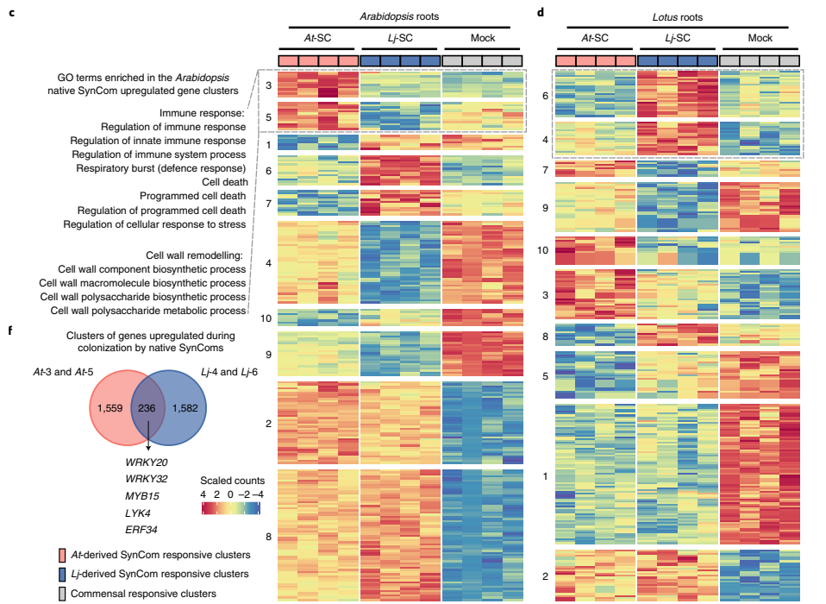 c
Arabidopsis roots
At-SC Lj-SC Mock
GO terms enriched in the Arabidopsis
native SynCom upregulated gene clusters
Immune response:
Regulation of immune response
Regulation of innate immune response
Regulation of immune system process
Respiratory burst (defence response)
Cell death
Programmed cell death
Regulation of programmed cell death
Regulation of cellular response to stress
Cell wall remodelling:
Cell wall component biosynthetic process
Cell wall macromolecule biosynthetic process
Cell wall polysaccharide biosynthetic process
Cell wall polysaccharide metabolic process
3
5
1
6
7
4
10
9
2
8
d
Lotus roots
At-SC Lj-SC Mock
6
4
7
9
10
3
8
5
1
2
f
Clusters of genes upregulated during
colonization by native SynComs
At-3 and At-5 Lj-4 and Lj-6
1,559 236 1,582
WRKY20
WRKY32
MYB15
LYK4
ERF34
Scaled counts
4 2 0 −2 −4
At-derived SynCom responsive clusters
Lj-derived SynCom responsive clusters
Commensal responsive clusters